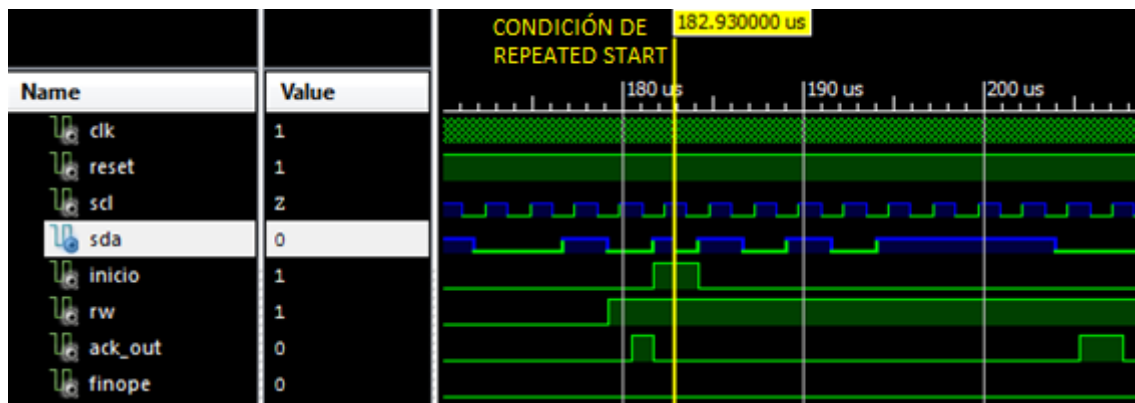 CONDICIÓN DE
REPEATED START
182.930000 us
Name Value
180 us 190 us 200 us
clk 1
reset 1
scl Z
sda 0
inicio 1
rw 1
ack_out 0
finope 0